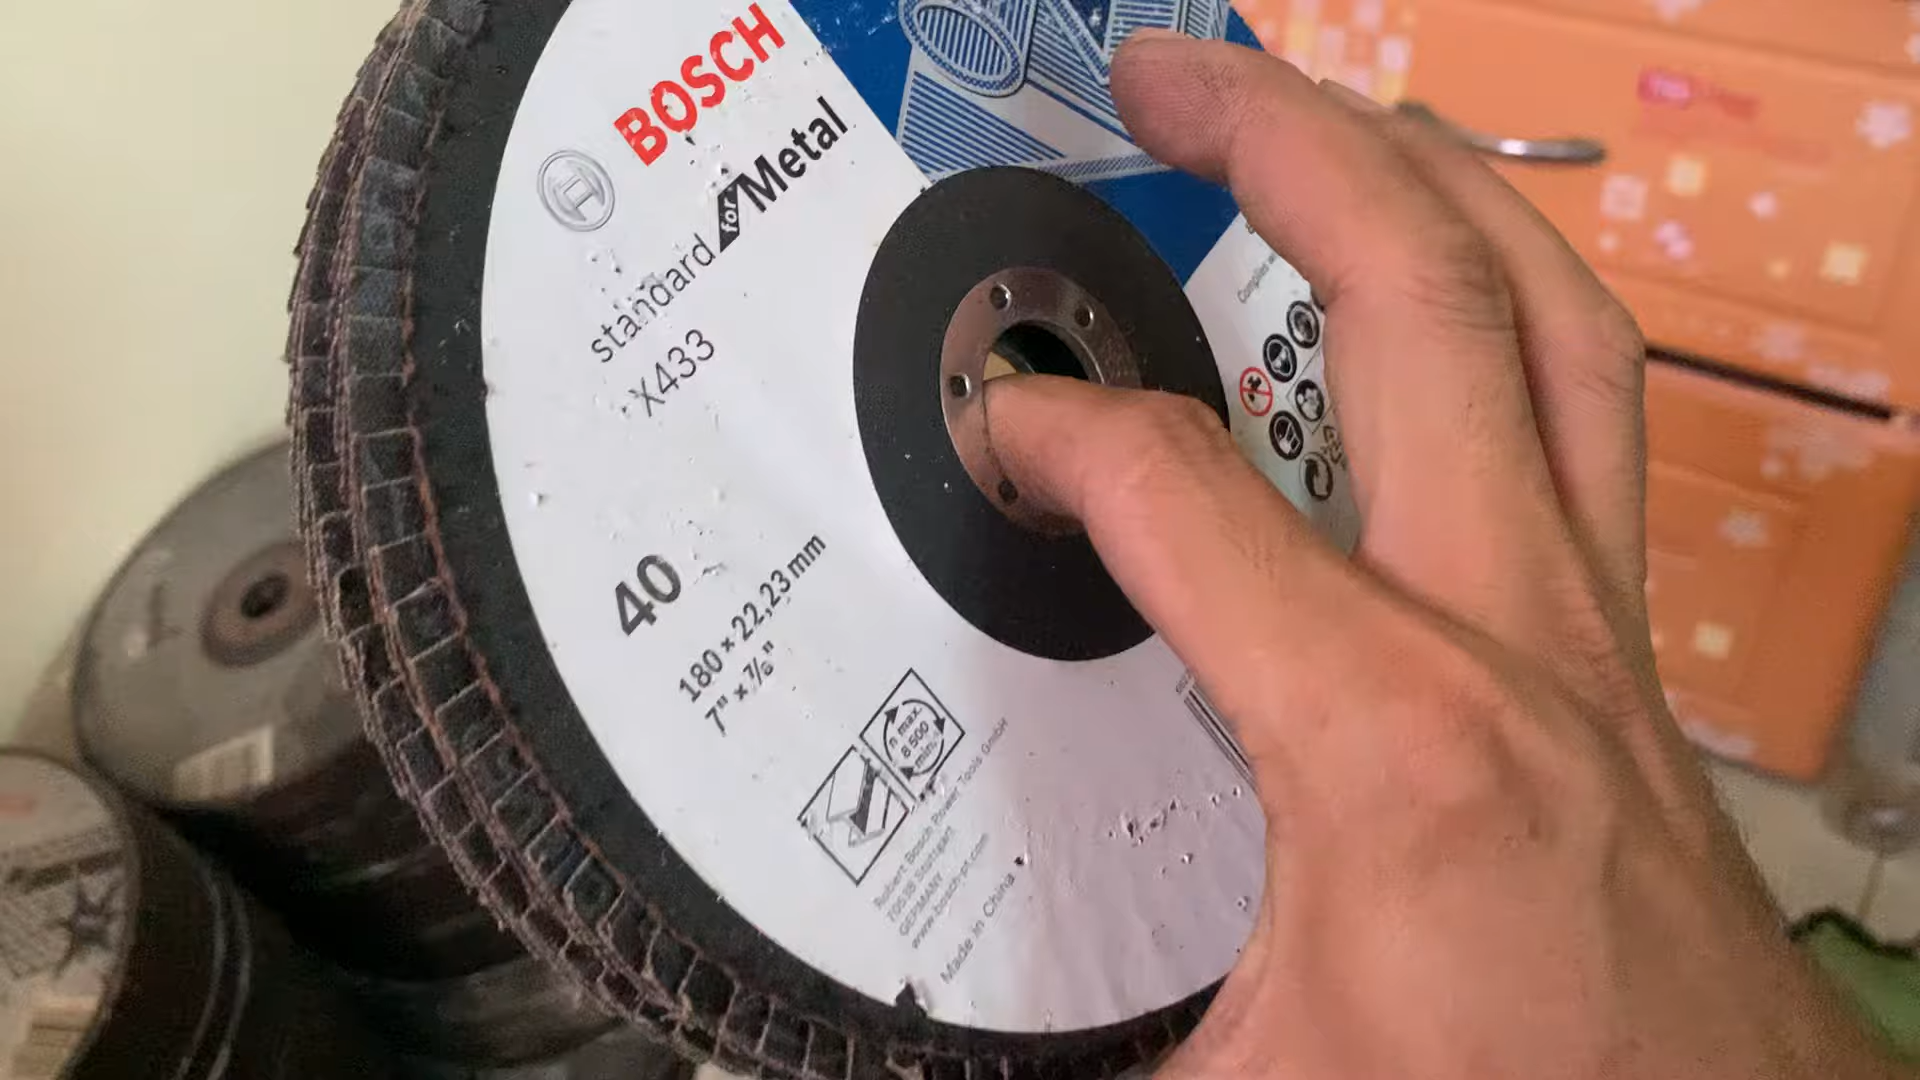 BOSCH
standard for Metal
X433
40
180 × 22,23 mm
7" × 7/8"
n max.
8 500
min.
Robert Bosch Power Tools GmbH
70538 Stuttgart
GERMANY
www.bosch-pt.com
Made in China
Complies